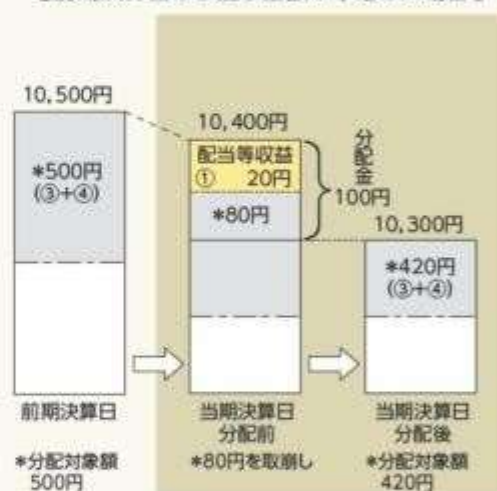 10,500円
*500円
(③+④)
前期決算日
*分配対象額
500円
10,400円
配当等収益
① 20円
*80円
分配金
100円
当期決算日
分配前
*80円を取崩し
10,300円
*420円
(③+④)
当期決算日
分配後
*分配対象額
420円